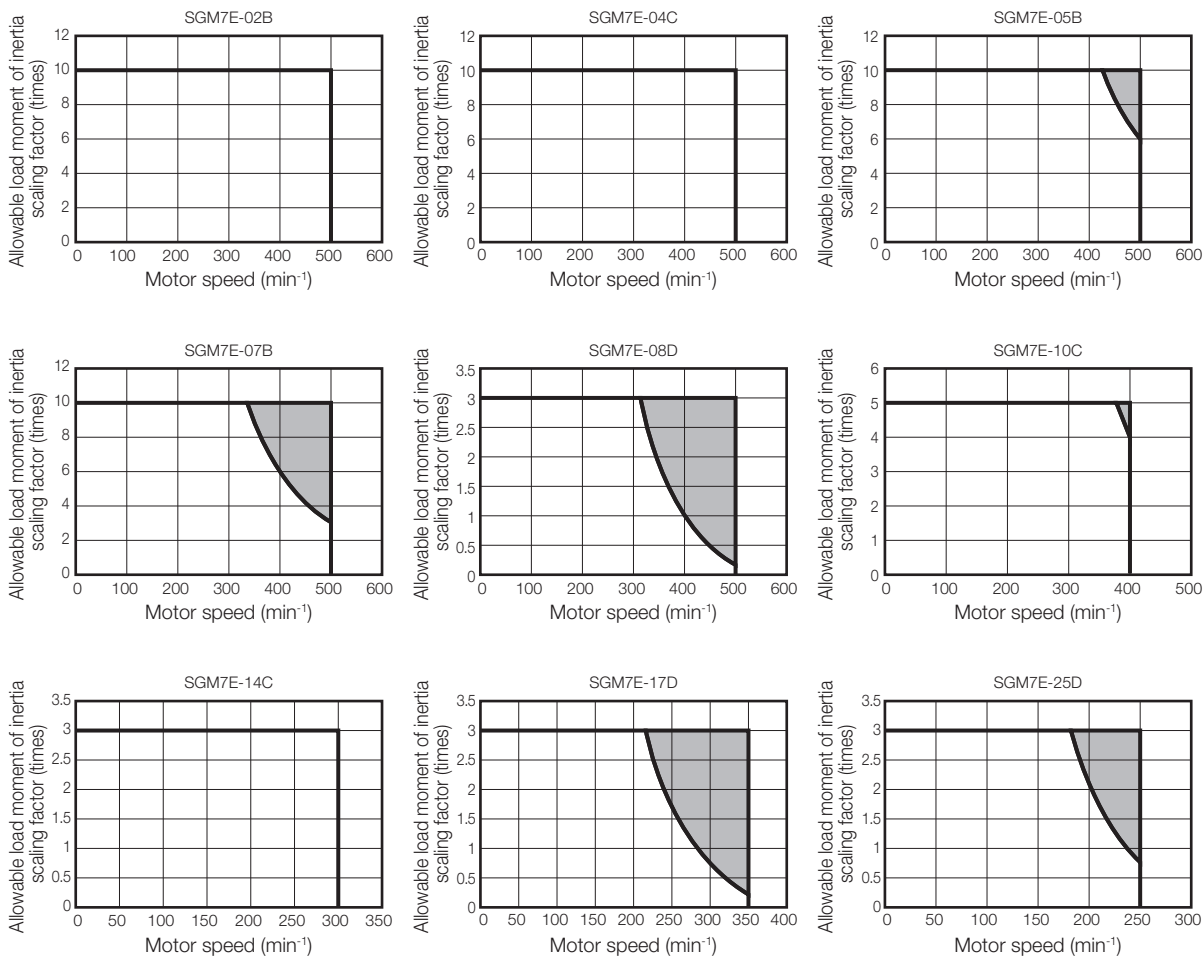 SGM7E-02B
Allowable load moment of inertia
scaling factor (times)
12
10
8
6
4
2
0
0 100 200 300 400 500 600
Motor speed (min-1)
SGM7E-04C
Allowable load moment of inertia
scaling factor (times)
12
10
8
6
4
2
0
0 100 200 300 400 500 600
Motor speed (min-1)
SGM7E-05B
Allowable load moment of inertia
scaling factor (times)
12
10
8
6
4
2
0
0 100 200 300 400 500 600
Motor speed (min-1)
SGM7E-07B
Allowable load moment of inertia
scaling factor (times)
12
10
8
6
4
2
0
0 100 200 300 400 500 600
Motor speed (min-1)
SGM7E-08D
Allowable load moment of inertia
scaling factor (times)
3.5
3
2.5
2
1.5
1
0.5
0
0 100 200 300 400 500 600
Motor speed (min-1)
SGM7E-10C
Allowable load moment of inertia
scaling factor (times)
6
5
4
3
2
1
0
0 100 200 300 400 500
Motor speed (min-1)
SGM7E-14C
Allowable load moment of inertia
scaling factor (times)
3.5
3
2.5
2
1.5
1
0.5
0
0 50 100 150 200 250 300 350
Motor speed (min-1)
SGM7E-17D
Allowable load moment of inertia
scaling factor (times)
3.5
3
2.5
2
1.5
1
0.5
0
0 50 100 150 200 250 300 350 400
Motor speed (min-1)
SGM7E-25D
Allowable load moment of inertia
scaling factor (times)
3.5
3
2.5
2
1.5
1
0.5
0
0 50 100 150 200 250 300
Motor speed (min-1)